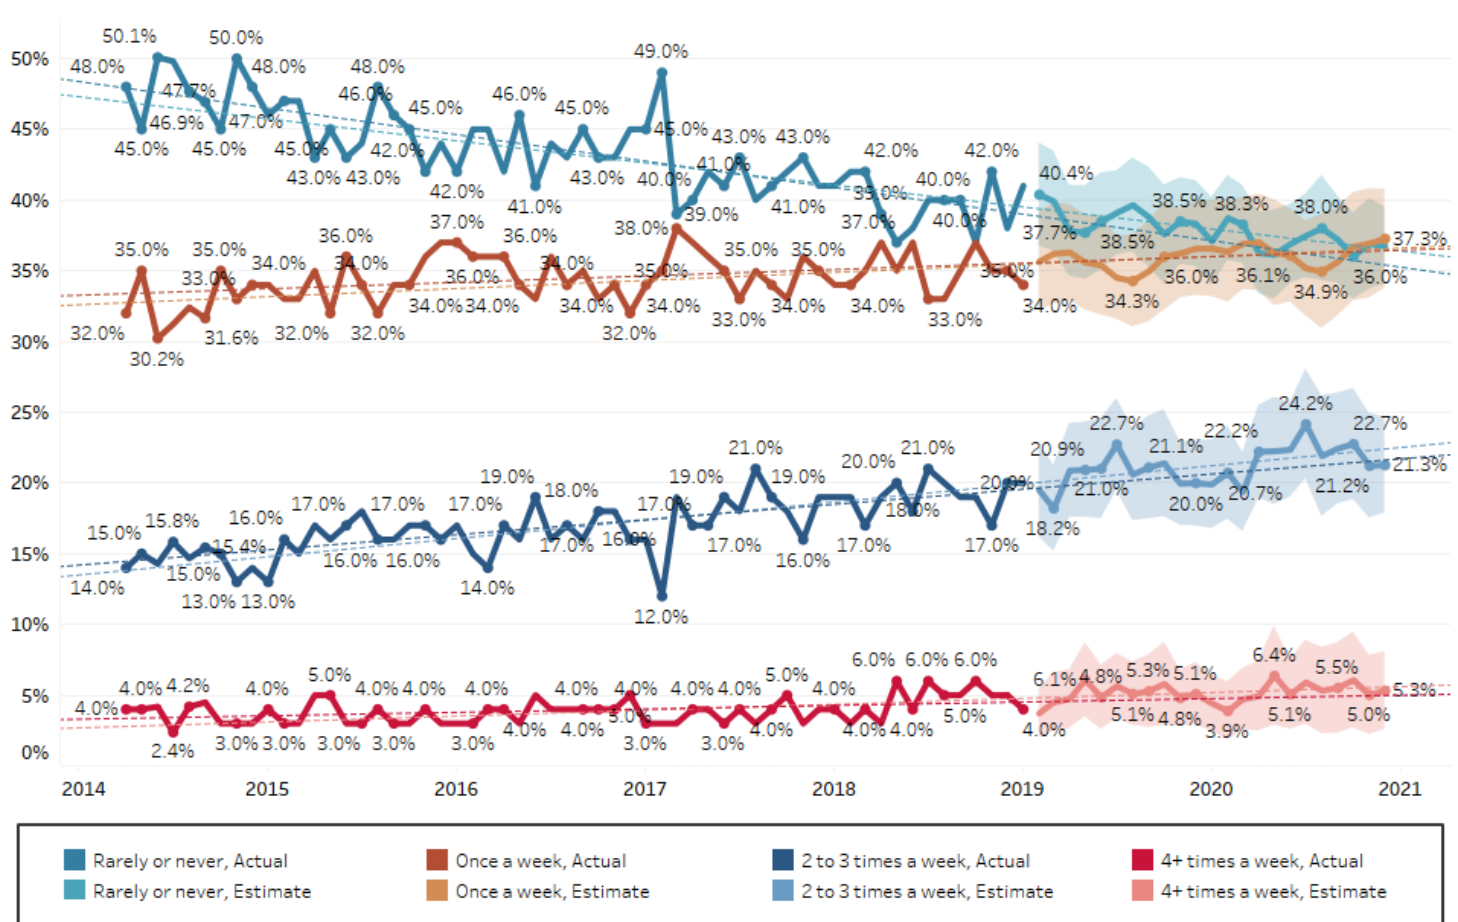 50.1% 50.0% 49.0%
50% 48.0% 48.0% 48.0%
47.7% 46.0% 45.0% 46.0% 45.0%
46.9% 47.0% 45.0% 43.0% 43.0%
45% 45.0% 45.0% 45.0% 42.0% 41.0% 42.0% 42.0%
43.0% 43.0% 42.0% 43.0% 40.0% 40.0% 40.4%
40% 41.0% 39.0% 41.0% 39.0% 38.5% 38.3% 38.0%
37.0% 38.0% 37.0% 40.0% 37.7%
35.0% 35.0% 36.0% 36.0% 35.0% 35.0% 38.5% 37.3%
35% 33.0% 34.0% 34.0% 36.0% 34.0% 35.0% 35.0% 36.0% 36.1% 36.0%
34.0% 34.0% 34.0% 34.0% 34.0% 34.0% 34.0% 34.3% 34.9%
32.0% 31.6% 32.0% 32.0% 32.0% 33.0% 33.0%
30% 30.2%
25% 24.2%
21.0% 21.0% 20.9% 22.7% 21.1% 22.2% 22.7%
20% 19.0% 18.0% 19.0% 19.0% 20.0% 21.0% 20.0% 20.7% 21.2% 21.3%
15.0% 15.8% 16.0% 17.0% 17.0% 17.0% 17.0% 18.0% 18.2%
15% 15.4% 17.0% 17.0% 17.0% 17.0%
14.0% 15.0% 16.0% 16.0% 14.0% 16.0%
13.0% 13.0% 12.0%
10%
6.0% 6.0% 6.0% 6.4%
4.0% 4.2% 4.0% 5.0% 4.0% 4.0% 4.0% 4.0% 4.0% 4.0% 4.0% 5.0% 4.0% 6.1% 4.8% 5.3% 5.1% 5.5%
5% 4.0% 3.0% 5.0% 5.1% 4.8% 5.1% 5.0% 5.3%
0% 2.4% 3.0% 3.0% 3.0% 3.0% 3.0% 4.0% 4.0% 3.0% 3.0% 4.0% 4.0% 4.0% 4.0% 3.9%
2014 2015 2016 2017 2018 2019 2020 2021
Rarely or never, Actual Once a week, Actual 2 to 3 times a week, Actual 4+ times a week, Actual
Rarely or never, Estimate Once a week, Estimate 2 to 3 times a week, Estimate 4+ times a week, Estimate